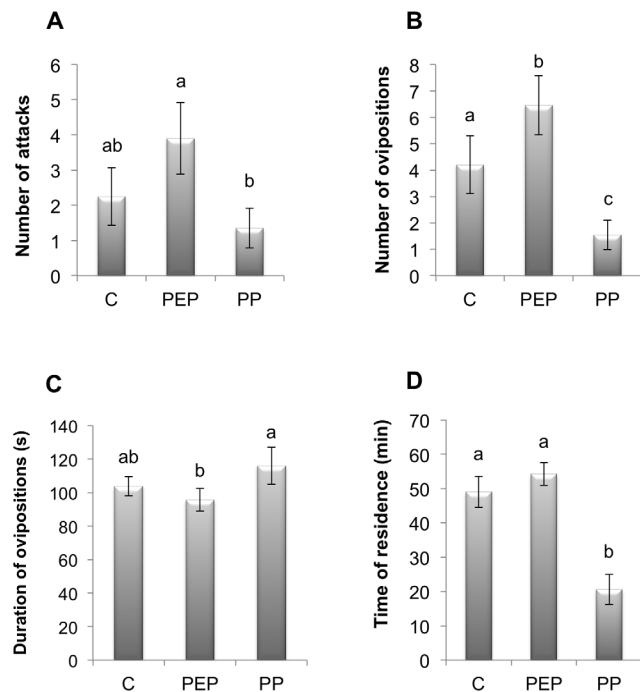 A
Number of attacks
6
5
4
3
2
1
0
ab
a
b
C PEP PP
B
Number of ovipositions
8
7
6
5
4
3
2
1
0
a
b
c
C PEP PP
C
Duration of ovipositions (s)
140
120
100
80
60
40
20
0
ab
b
a
C PEP PP
D
Time of residence (min)
70
60
50
40
30
20
10
0
a
a
b
C PEP PP